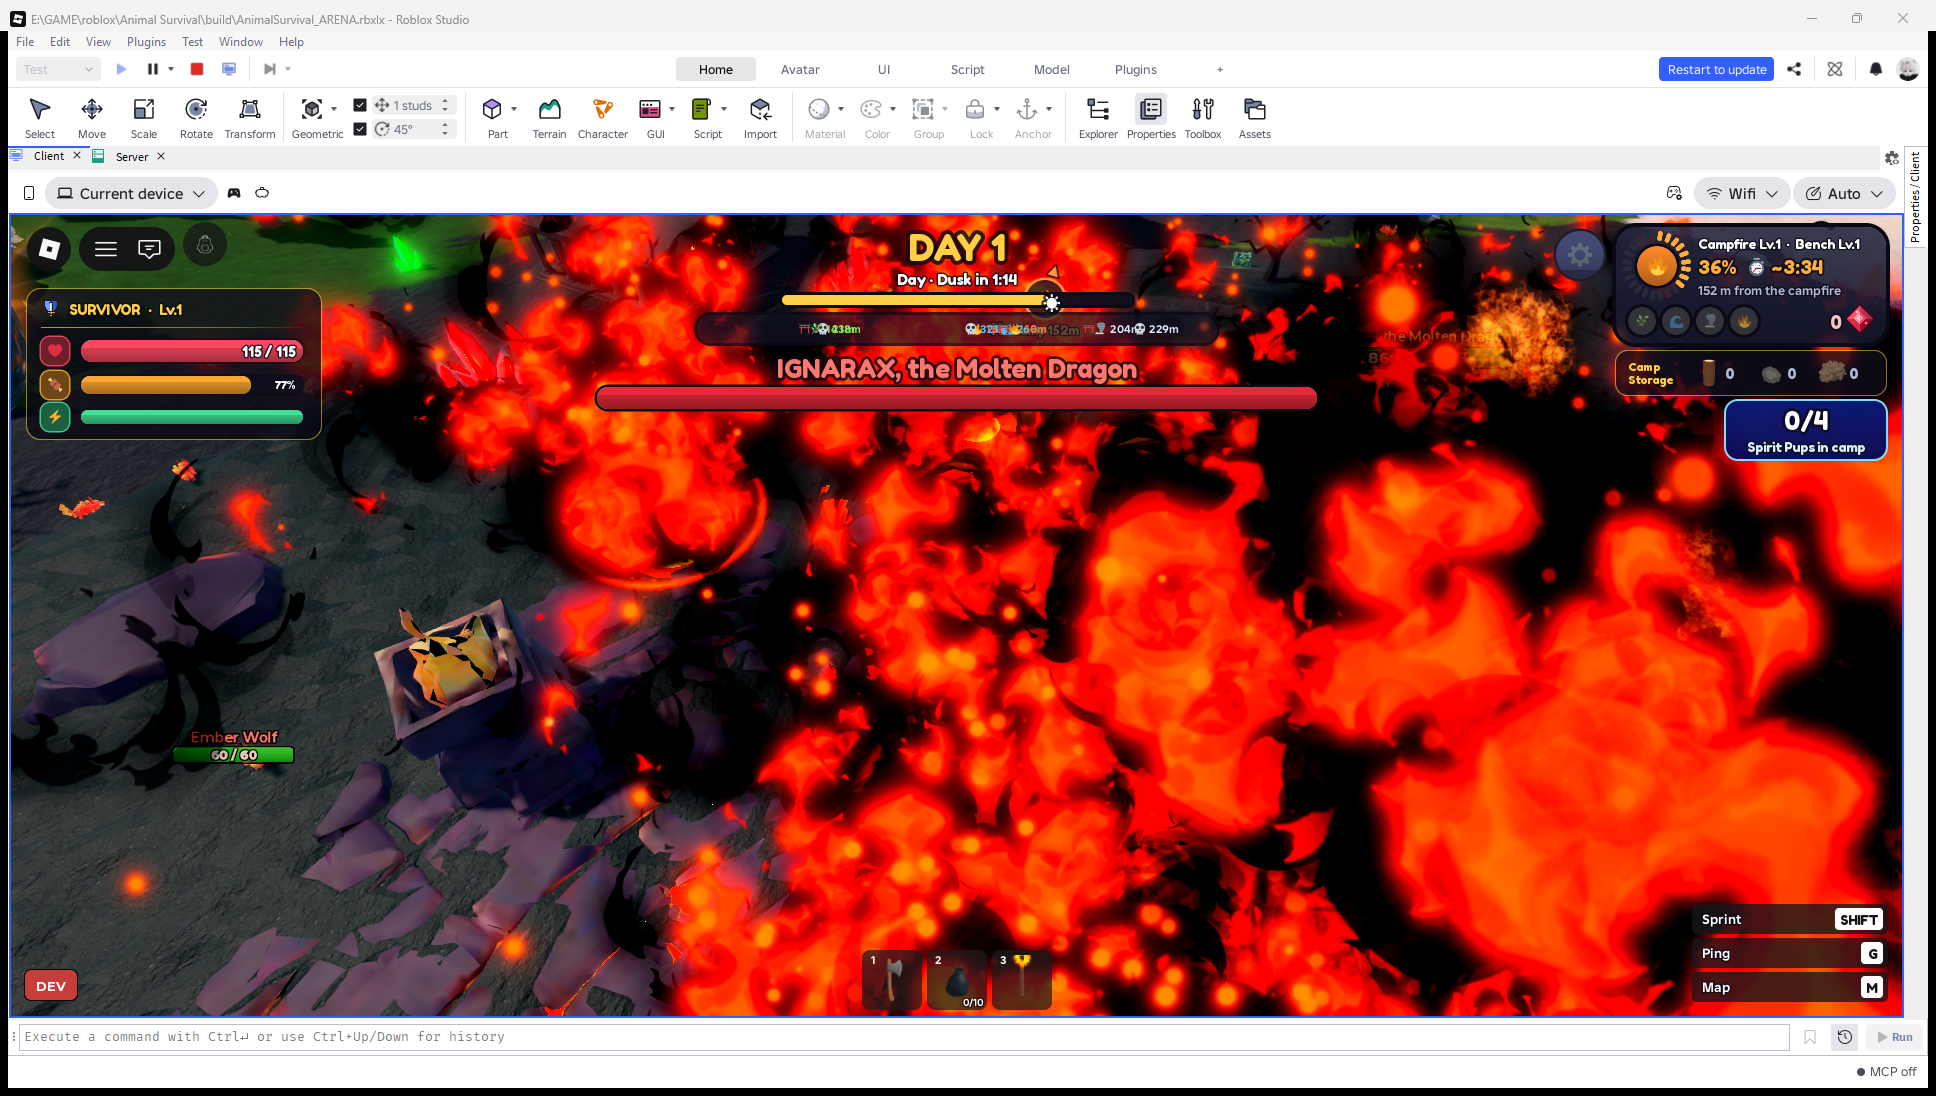 E:\GAME\roblox\Animal Survival\build\AnimalSurvival_ARENA.rbxlx - Roblox Studio
File Edit View Plugins Test Window Help
Test
Home Avatar UI Script Model Plugins +
Restart to update
Select Move Scale Rotate Transform Geometric
1 studs
45°
Part Terrain Character GUI Script Import Material Color Group Lock Anchor Explorer Properties Toolbox Assets
Client
Server
Properties / Client
Current device
Wifi
Auto
SURVIVOR · Lv.1
115 / 115
77%
DAY 1
Day · Dusk in 1:14
152m
204m
229m
IGNARAX, the Molten Dragon
the Molten Dragon
Campfire Lv.1 · Bench Lv.1
36% ~3:34
152 m from the campfire
0
Camp Storage
0 0 0
0/4
Spirit Pups in camp
Ember Wolf
60 / 60
DEV
1 2 3
0/10
Sprint SHIFT
Ping G
Map M
Execute a command with Ctrl↵ or use Ctrl+Up/Down for history
Run
MCP off